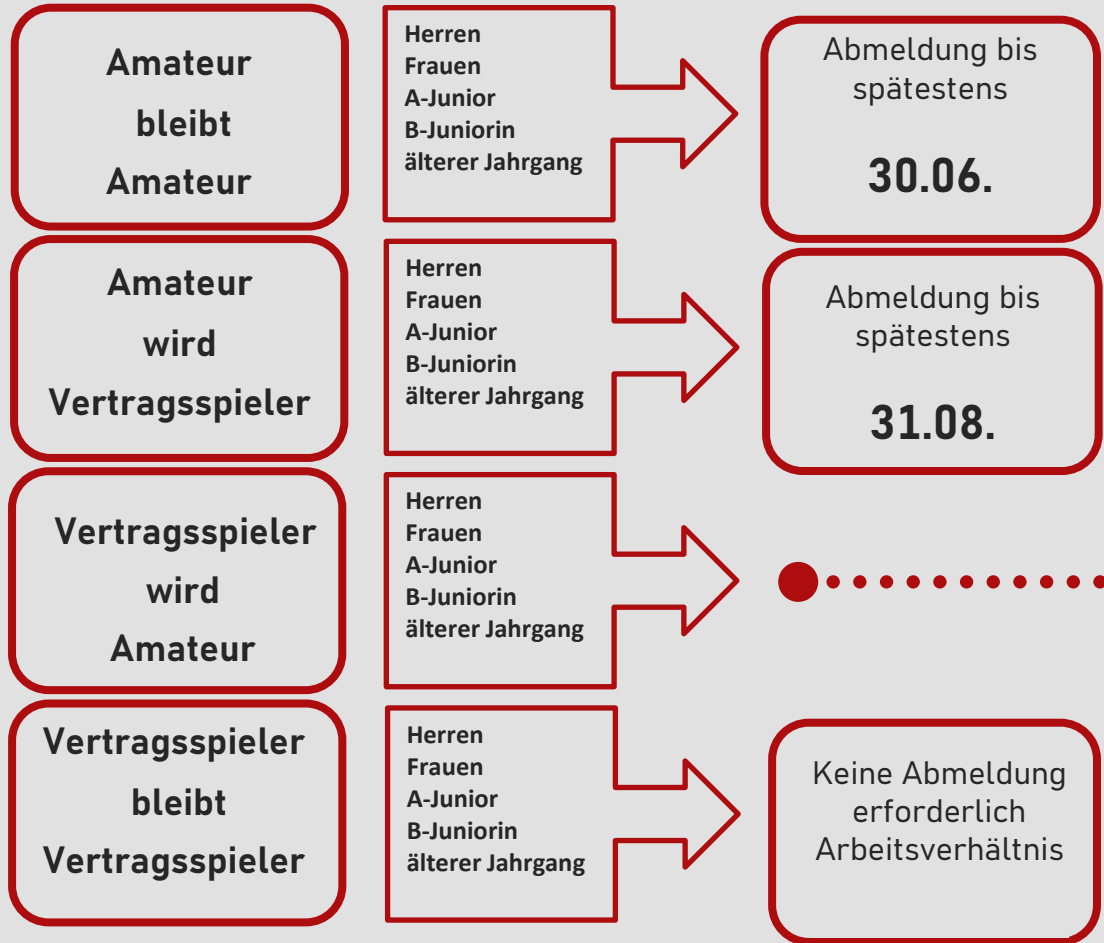 Amateur
bleibt
Amateur
Herren
Frauen
A-Junior
B-Juniorin
älterer Jahrgang
Abmeldung bis
spätestens
30.06.
Amateur
wird
Vertragsspieler
Herren
Frauen
A-Junior
B-Juniorin
älterer Jahrgang
Abmeldung bis
spätestens
31.08.
Vertragsspieler
wird
Amateur
Herren
Frauen
A-Junior
B-Juniorin
älterer Jahrgang
Vertragsspieler
bleibt
Vertragsspieler
Herren
Frauen
A-Junior
B-Juniorin
älterer Jahrgang
Keine Abmeldung
erforderlich
Arbeitsverhältnis